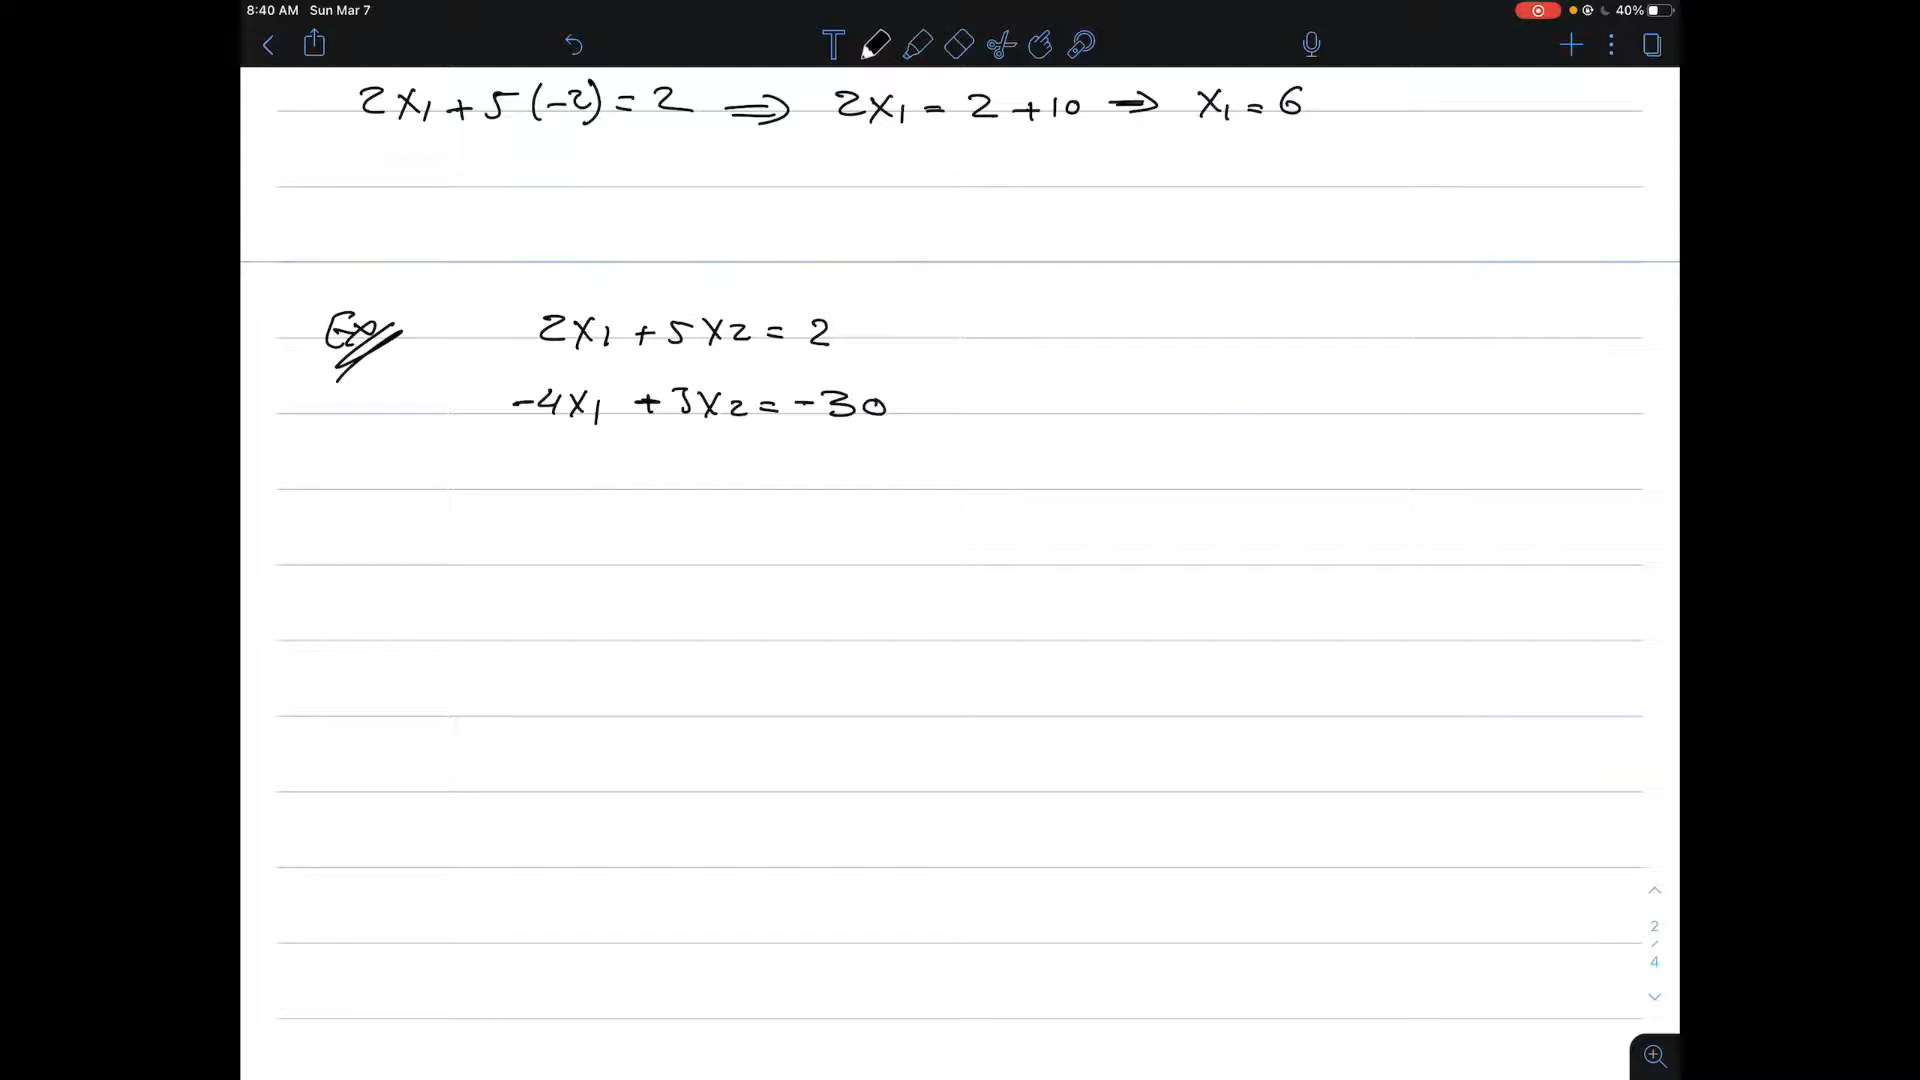 8:40 AM Sun Mar 7 40%
2x₁ + 5(-2) = 2 ⟹ 2x₁ = 2 + 10 → x₁ = 6
Ex 2x₁ + 5x₂ = 2
-4x₁ + 3x₂ = -30
2
4